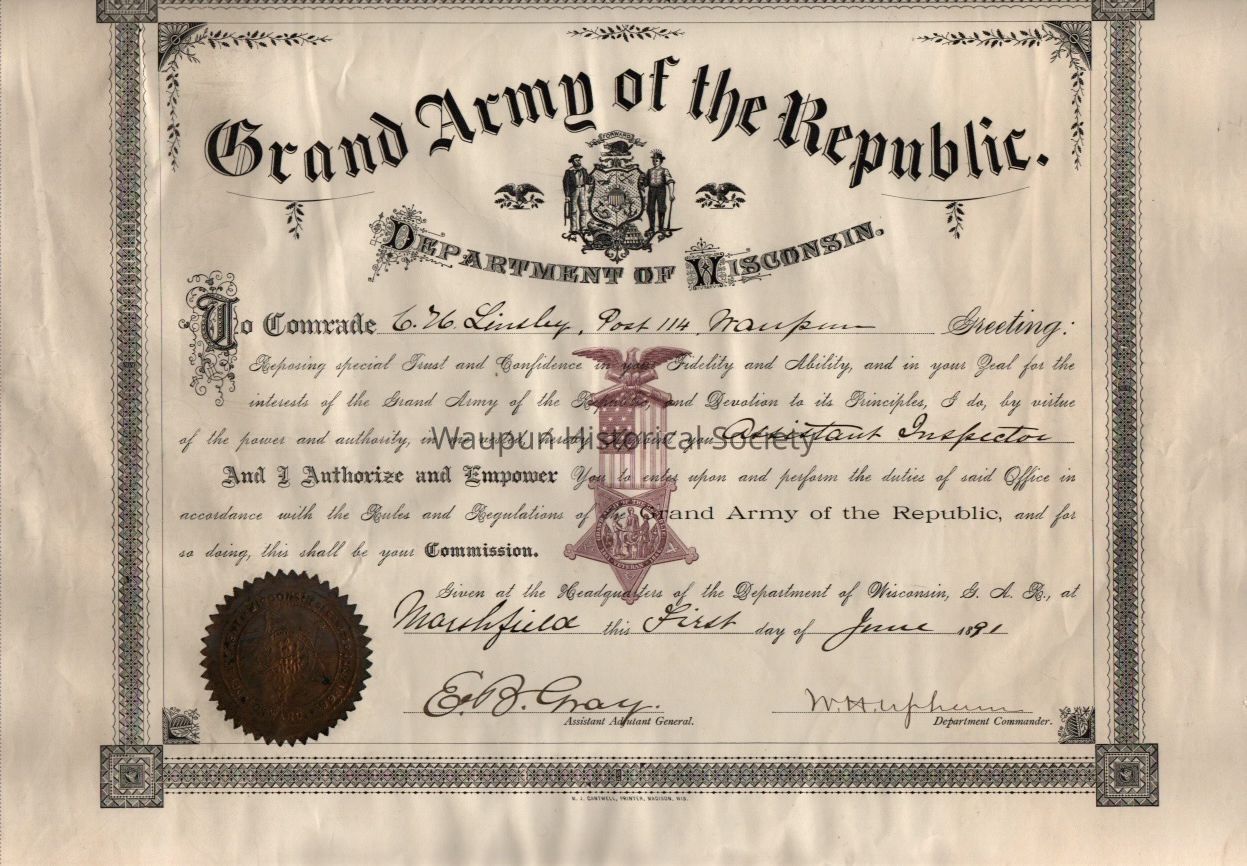 Grand Army of the Republic.
FORWARD
DEPARTMENT OF WISCONSIN.
To Comrade C. H. Linsley, Post 114, Waupun Greeting:
Reposing special Trust and Confidence in your Fidelity and Ability, and in your Zeal for the
interests of the Grand Army of the Republic and Devotion to its Principles, I do, by virtue
of the power and authority, in me vested, hereby appoint you Assistant Inspector
Waupun Historical Society
And I Authorize and Empower You to enter upon and perform the duties of said Office in
accordance with the Rules and Regulations of the Grand Army of the Republic, and for
so doing, this shall be your Commission.
Given at the Headquarters of the Department of Wisconsin, G. A. R., at
Marshfield this First day of June 1891
E. B. Gray.
Assistant Adjutant General.
W. H. Upham
Department Commander.
M. J. CANTWELL, PRINTER, MADISON, WIS.